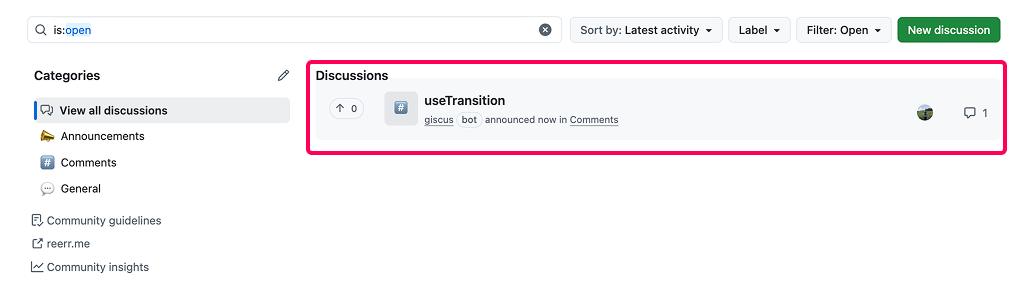 is:open
Sort by: Latest activity
Label
Filter: Open
New discussion
Categories
View all discussions
Announcements
# Comments
General
Community guidelines
reerr.me
Community insights
Discussions
0
#
useTransition
giscus bot announced now in Comments
1